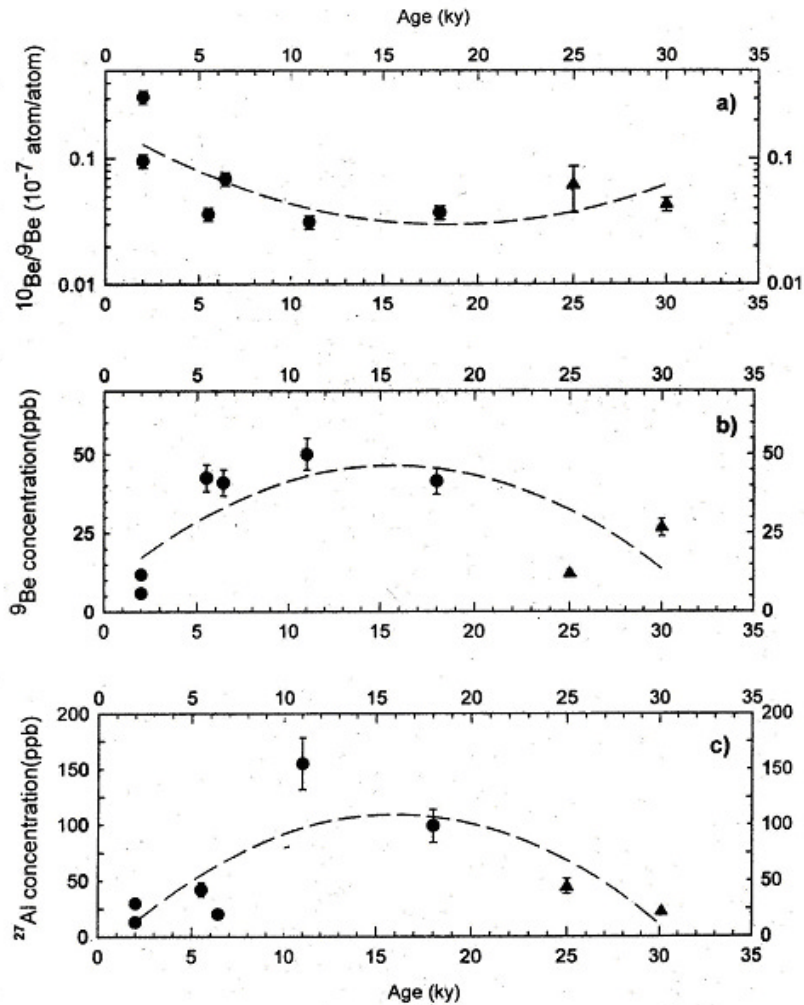 Age (ky)
0 5 10 15 20 25 30 35
a)
¹⁰Be/⁹Be (10⁻⁷ atom/atom)
0.1 0.1
0.01 0.01
0 5 10 15 20 25 30 35
0 5 10 15 20 25 30 35
b)
⁹Be concentration(ppb)
50 50
25 25
0 0
0 5 10 15 20 25 30 35
0 5 10 15 20 25 30 35
c)
²⁷Al concentration(ppb)
200 200
150 150
100 100
50 50
0 0
0 5 10 15 20 25 30 35
Age (ky)